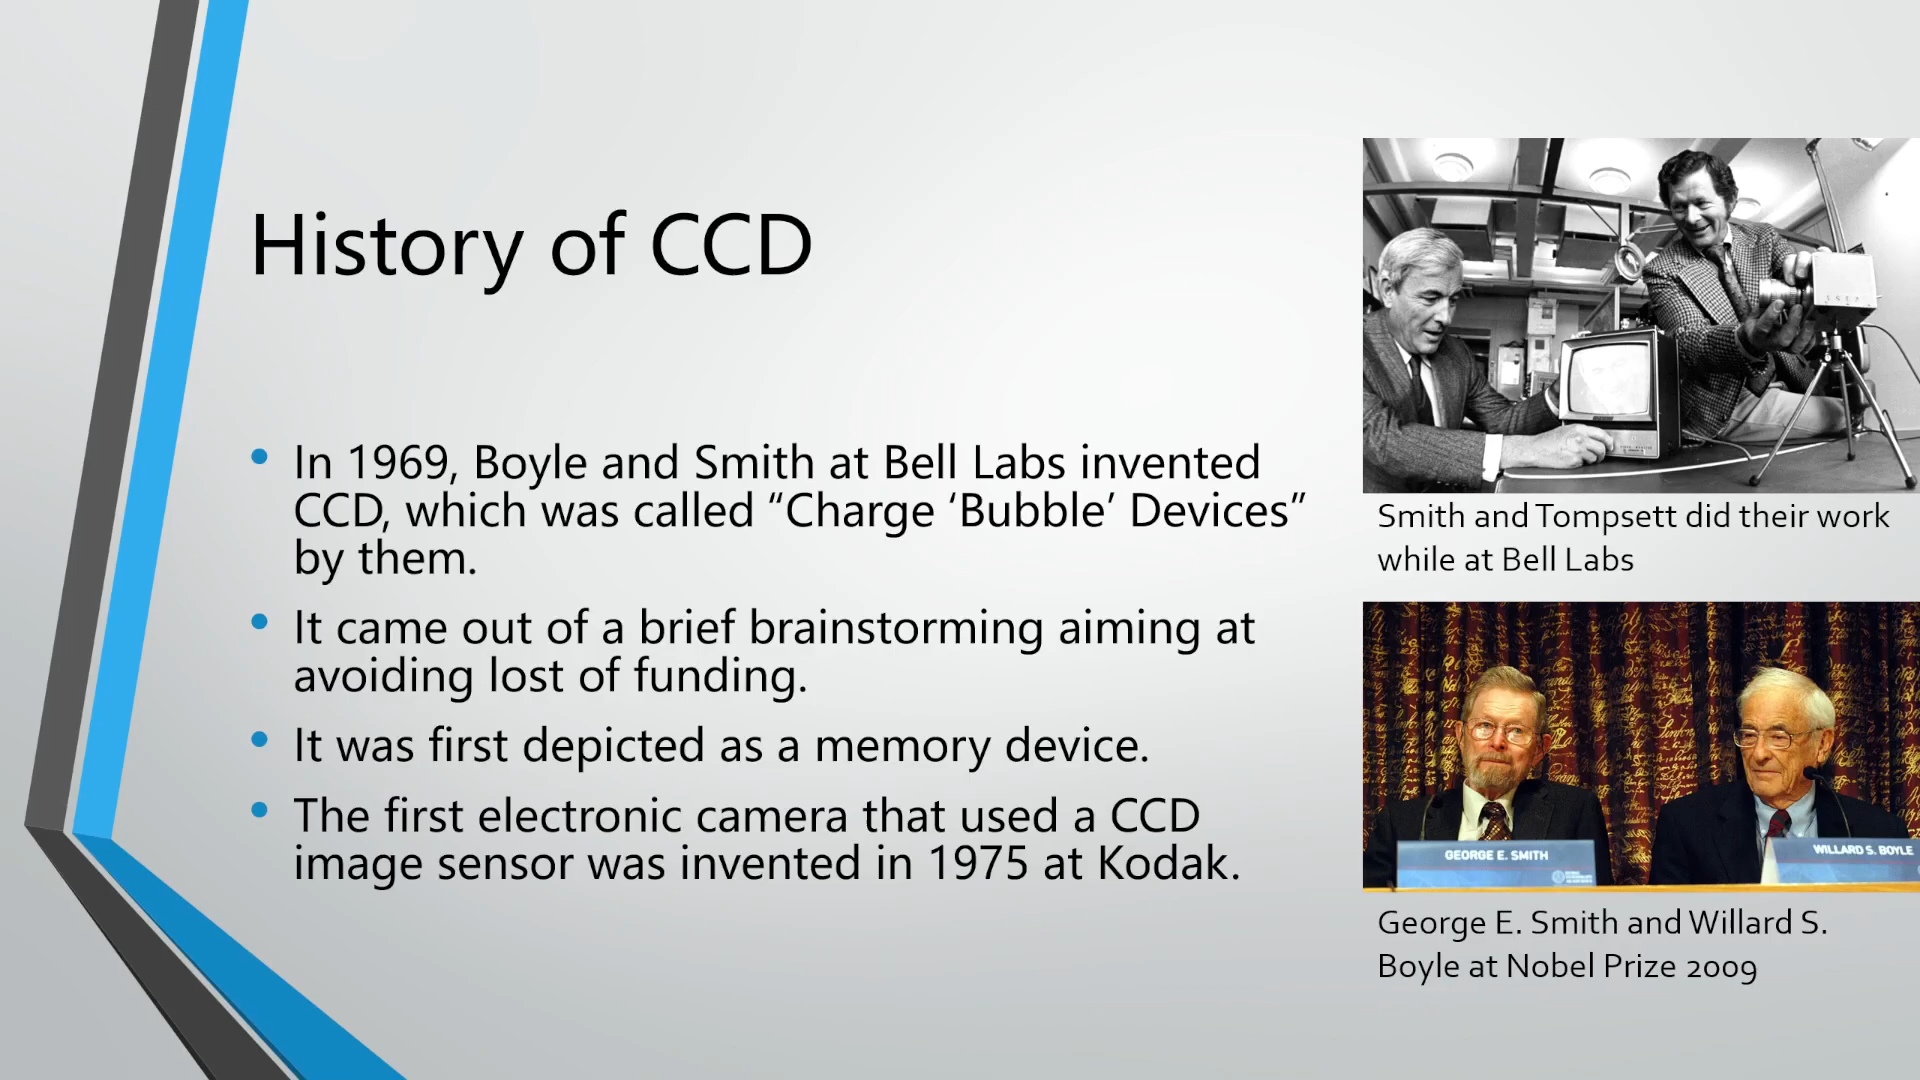 History of CCD
In 1969, Boyle and Smith at Bell Labs invented
CCD, which was called “Charge ‘Bubble’ Devices”
by them.
It came out of a brief brainstorming aiming at
avoiding lost of funding.
It was first depicted as a memory device.
The first electronic camera that used a CCD
image sensor was invented in 1975 at Kodak.
Smith and Tompsett did their work
while at Bell Labs
GEORGE E. SMITH
WILLARD S. BOYLE
George E. Smith and Willard S.
Boyle at Nobel Prize 2009